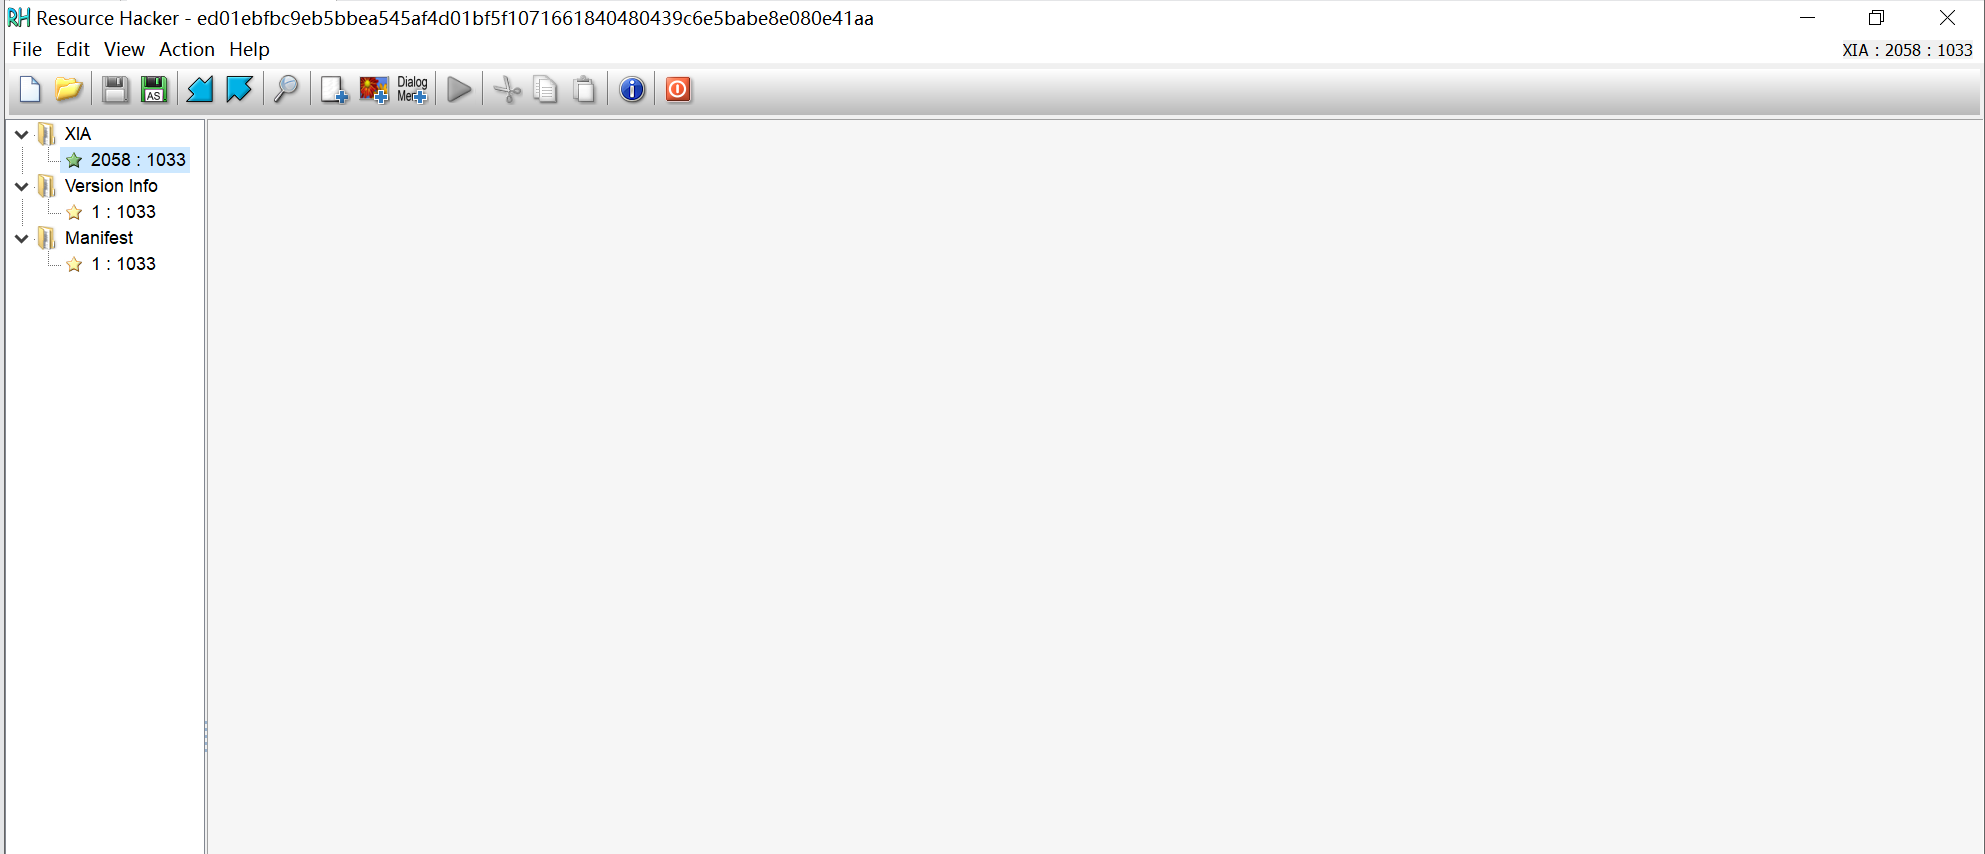 RH Resource Hacker - ed01ebfbc9eb5bbea545af4d01bf5f1071661840480439c6e5babe8e080e41aa
File Edit View Action Help
XIA : 2058 : 1033
AS
Dialog
Men
XIA
2058 : 1033
Version Info
1 : 1033
Manifest
1 : 1033